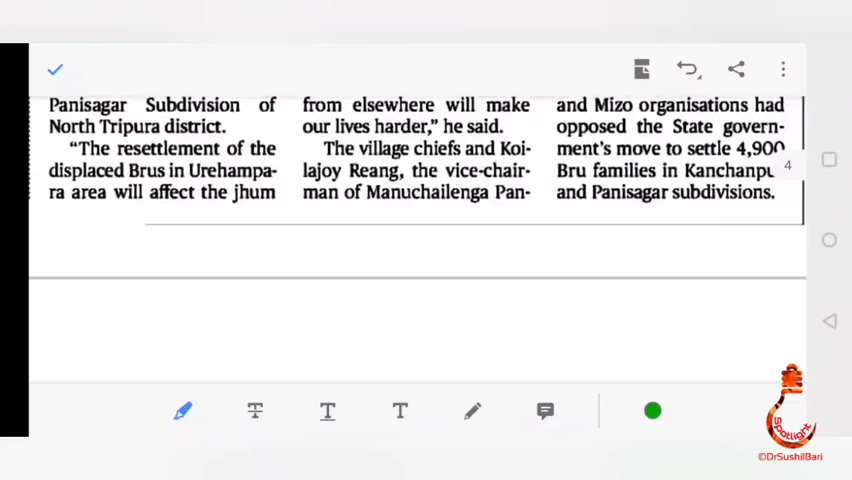 Panisagar Subdivision of
North Tripura district.
"The resettlement of the
displaced Brus in Urehampa-
ra area will affect the jhum
from elsewhere will make
our lives harder," he said.
The village chiefs and Koi-
lajoy Reang, the vice-chair-
man of Manuchailenga Pan-
and Mizo organisations had
opposed the State govern-
ment's move to settle 4,900
Bru families in Kanchanpu
and Panisagar subdivisions.
4
T
T
T
Spotlight
©DrSushilBari